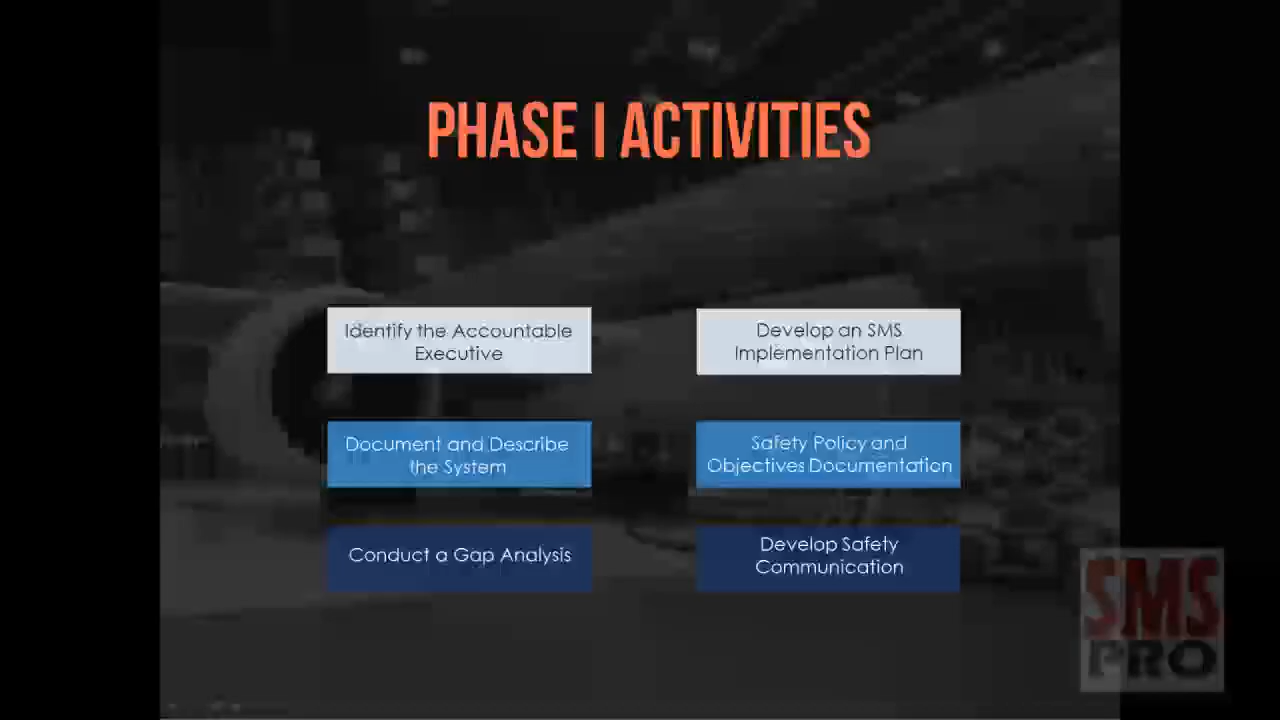 PHASE I ACTIVITIES
Identify the Accountable
Executive
Develop an SMS
Implementation Plan
Document and Describe
the System
Safety Policy and
Objectives Documentation
Conduct a Gap Analysis
Develop Safety
Communication
SMS
PRO